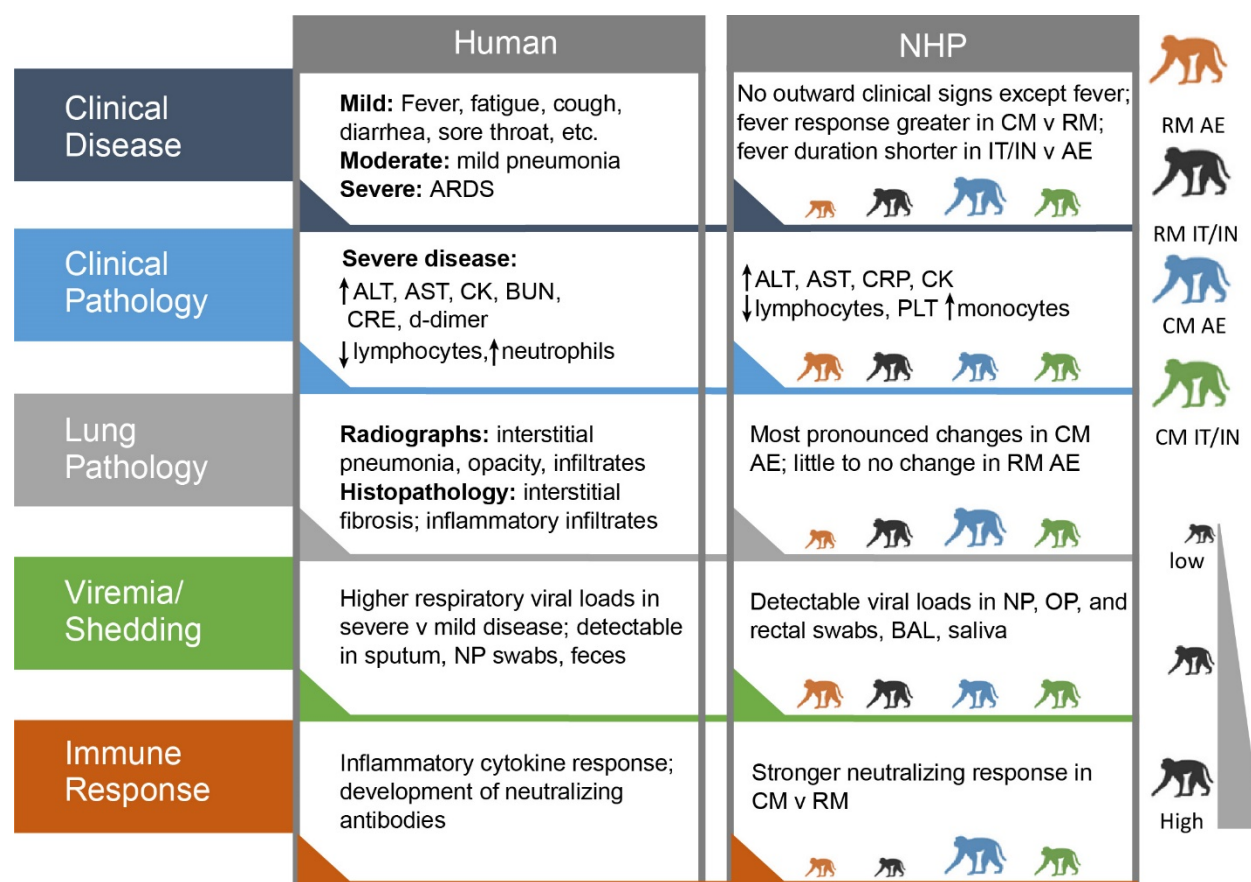 Human
NHP
Clinical
Disease
Mild: Fever, fatigue, cough,
diarrhea, sore throat, etc.
Moderate: mild pneumonia
Severe: ARDS
No outward clinical signs except fever;
fever response greater in CM v RM;
fever duration shorter in IT/IN v AE
Clinical
Pathology
Severe disease:
↑ALT, AST, CK, BUN,
CRE, d-dimer
↓lymphocytes,↑neutrophils
↑ALT, AST, CRP, CK
↓lymphocytes, PLT ↑monocytes
Lung
Pathology
Radiographs: interstitial
pneumonia, opacity, infiltrates
Histopathology: interstitial
fibrosis; inflammatory infiltrates
Most pronounced changes in CM
AE; little to no change in RM AE
Viremia/
Shedding
Higher respiratory viral loads in
severe v mild disease; detectable
in sputum, NP swabs, feces
Detectable viral loads in NP, OP, and
rectal swabs, BAL, saliva
Immune
Response
Inflammatory cytokine response;
development of neutralizing
antibodies
Stronger neutralizing response in
CM v RM
RM AE
RM IT/IN
CM AE
CM IT/IN
low
High